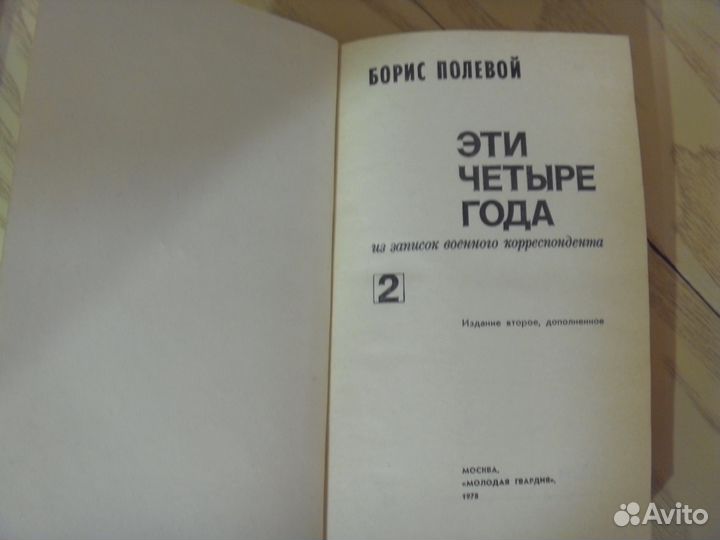 БОРИС ПОЛЕВОЙ
ЭТИ
ЧЕТЫРЕ
ГОДА
из записок военного корреспондента
2
Издание второе, дополненное
МОСКВА,
«МОЛОДАЯ ГВАРДИЯ»,
1978
Avito